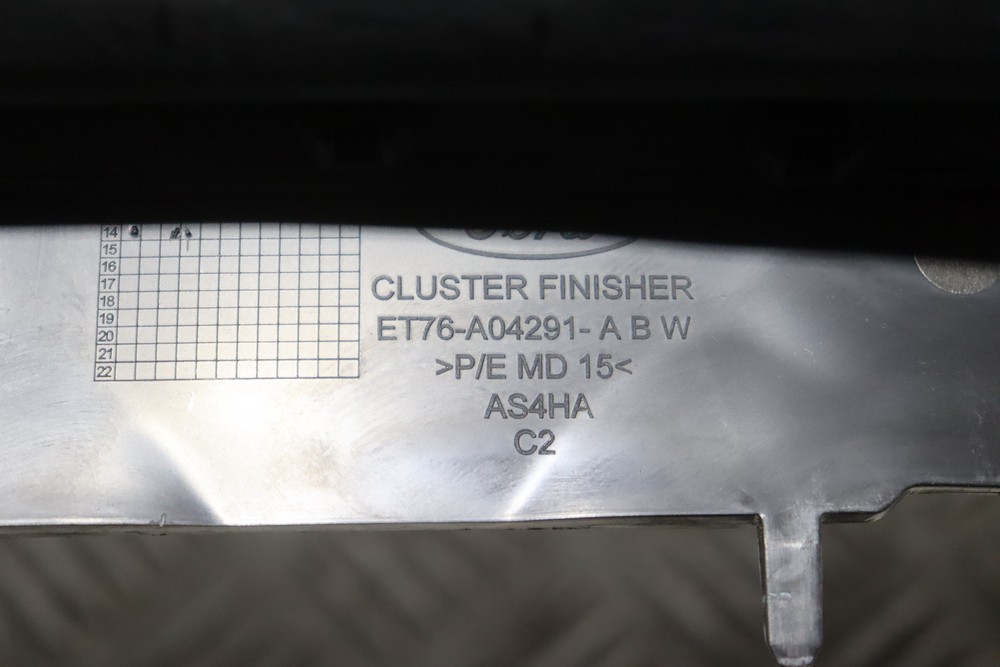 14
15
16
17
18
19
20
21
22
CLUSTER FINISHER
ET76-A04291- A B W
>P/E MD 15<
AS4HA
C2